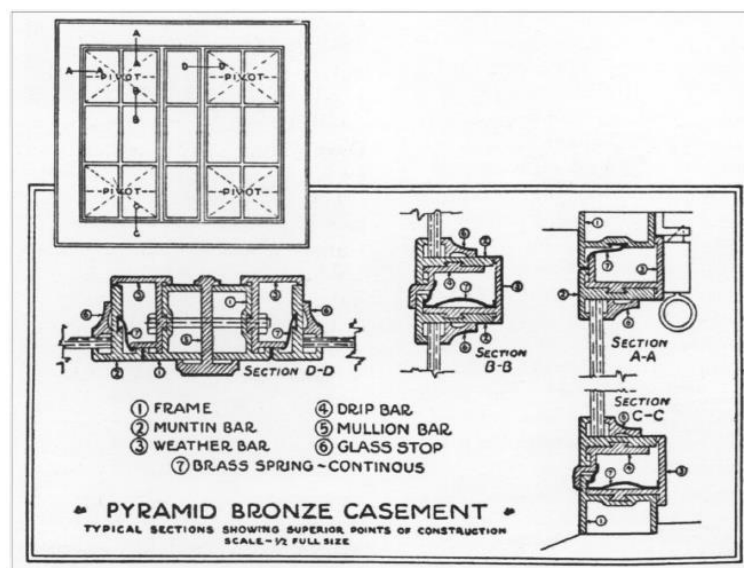 A
A A A D D
PIVOT PIVOT
B
B
PIVOT PIVOT
C
C
SECTION D-D
SECTION
B-B
SECTION
A-A
SECTION
C-C
① FRAME ④ DRIP BAR
② MUNTIN BAR ⑤ MULLION BAR
③ WEATHER BAR ⑥ GLASS STOP
⑦ BRASS SPRING ~ CONTINOUS
PYRAMID BRONZE CASEMENT
TYPICAL SECTIONS SHOWING SUPERIOR POINTS OF CONSTRUCTION
SCALE ~ 1/2 FULL SIZE